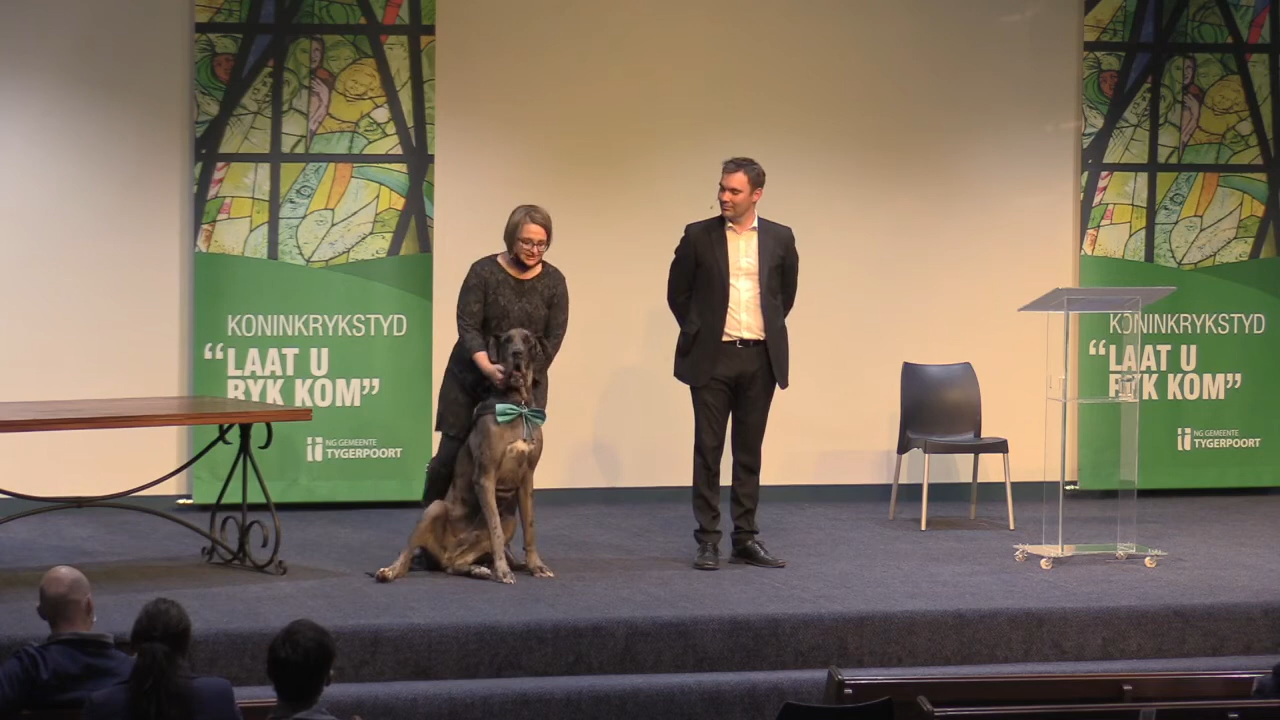 KONINKRYKSTYD
“LAAT U
RYK KOM”
NG GEMEENTE
TYGERPOORT
KONINKRYKSTYD
“LAAT U
RYK KOM”
NG GEMEENTE
TYGERPOORT